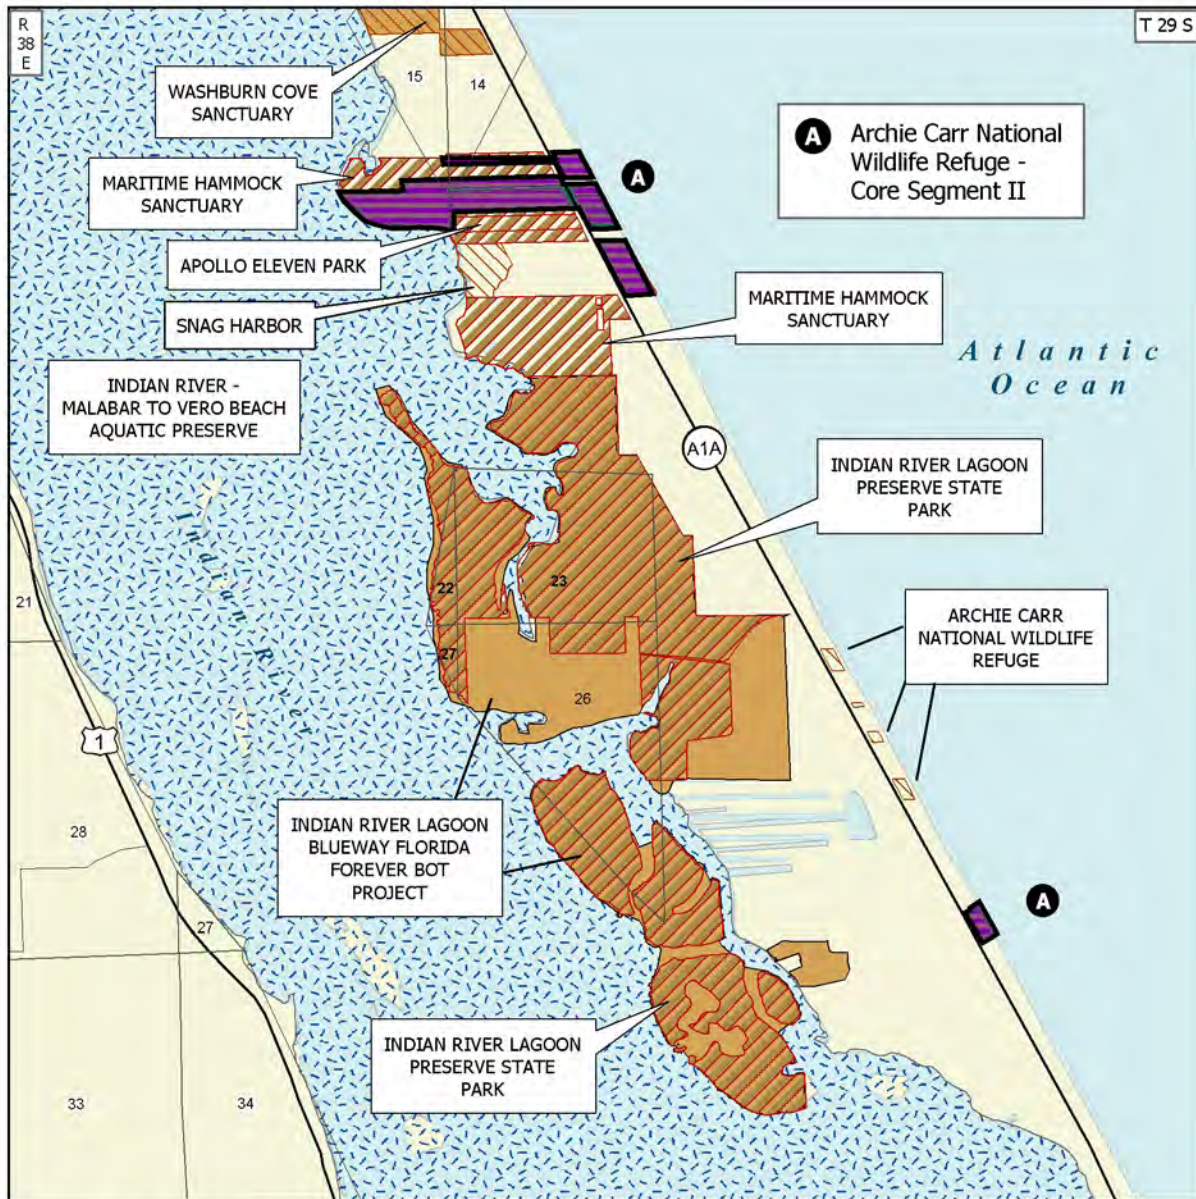 R
38
E
T 29 S
15
14
WASHBURN COVE
SANCTUARY
A Archie Carr National
Wildlife Refuge -
Core Segment II
MARITIME HAMMOCK
SANCTUARY
A
APOLLO ELEVEN PARK
SNAG HARBOR
MARITIME HAMMOCK
SANCTUARY
Atlantic
Ocean
INDIAN RIVER -
MALABAR TO VERO BEACH
AQUATIC PRESERVE
A1A
INDIAN RIVER LAGOON
PRESERVE STATE
PARK
Indian River
21
22
23
27
26
ARCHIE CARR
NATIONAL WILDLIFE
REFUGE
1
28
INDIAN RIVER LAGOON
BLUEWAY FLORIDA
FOREVER BOT
PROJECT
A
27
INDIAN RIVER LAGOON
PRESERVE STATE
PARK
33
34